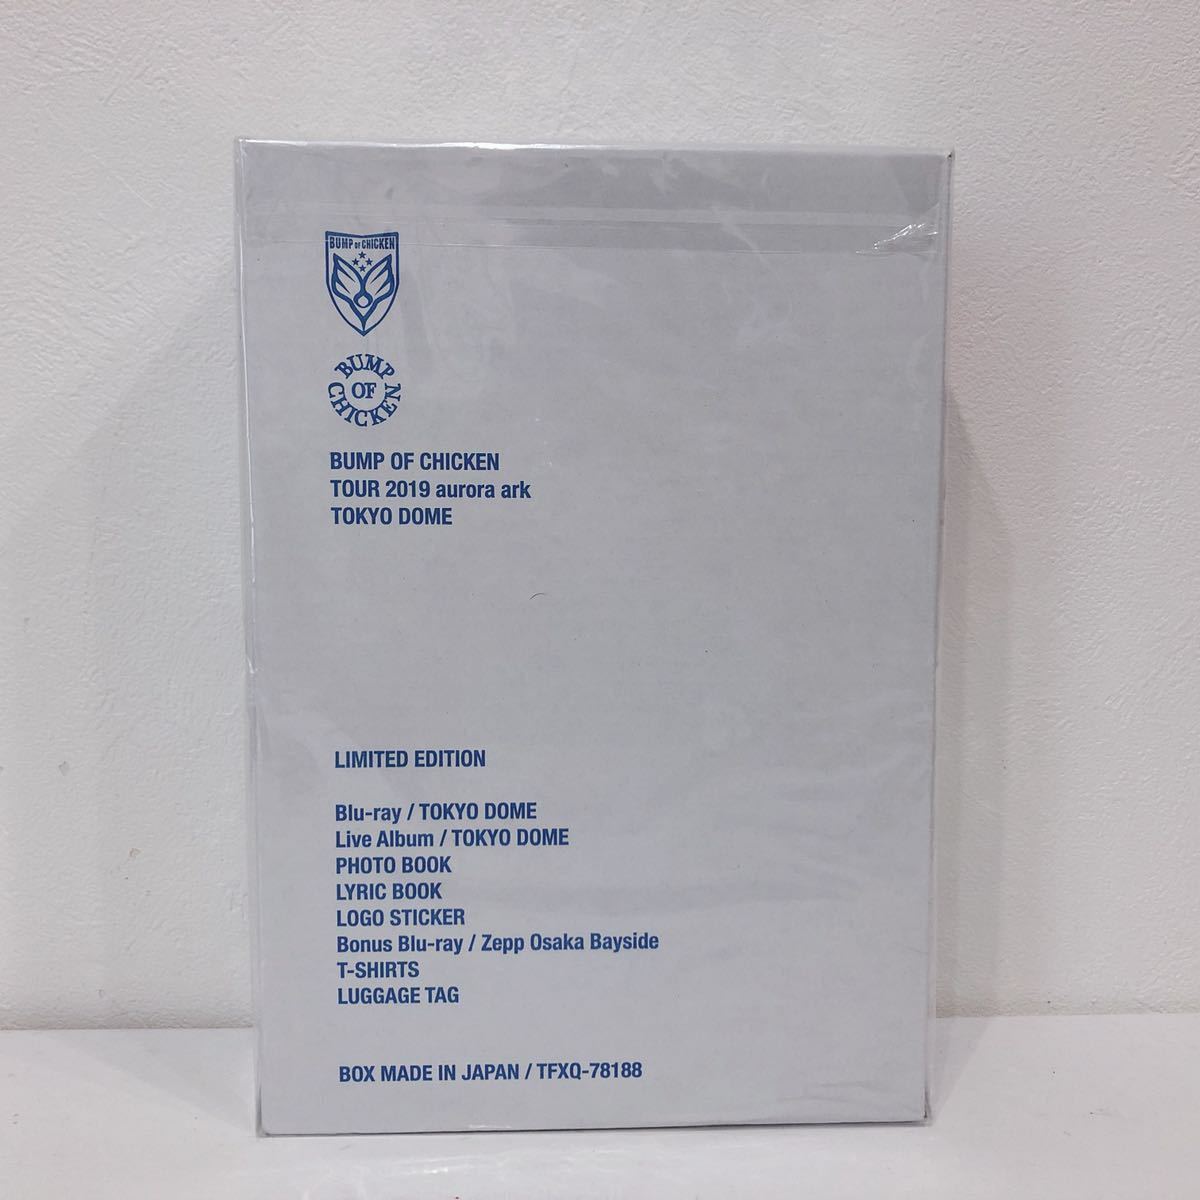 BUMP OF CHICKEN
BUMP
OF
CHICKEN
BUMP OF CHICKEN
TOUR 2019 aurora ark
TOKYO DOME
LIMITED EDITION
Blu-ray / TOKYO DOME
Live Album / TOKYO DOME
PHOTO BOOK
LYRIC BOOK
LOGO STICKER
Bonus Blu-ray / Zepp Osaka Bayside
T-SHIRTS
LUGGAGE TAG
BOX MADE IN JAPAN / TFXQ-78188